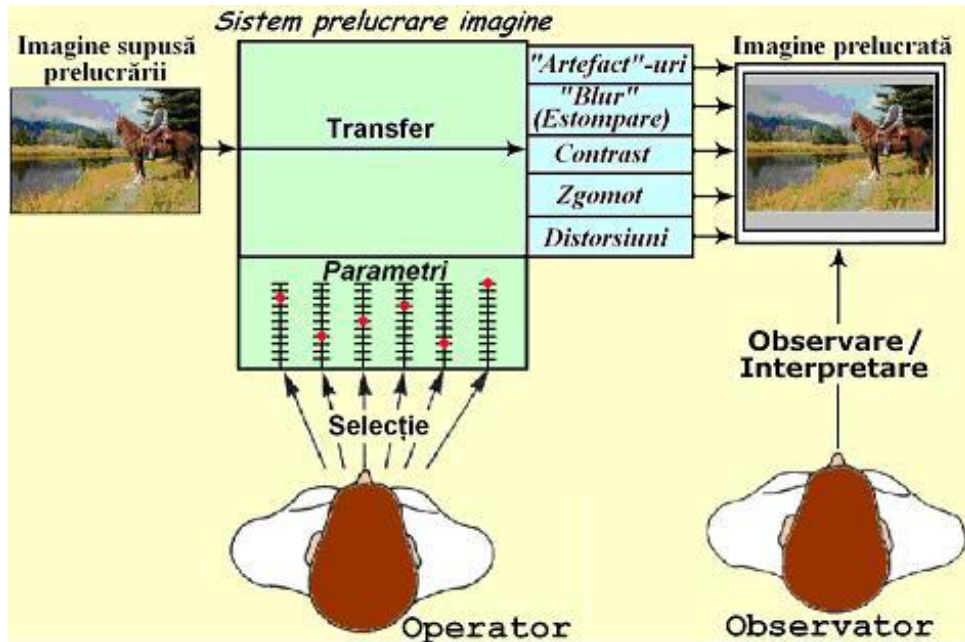 Sistem prelucrare imagine
Imagine supusă
prelucrării
Transfer
"Artefact"-uri
"Blur"
(Estompare)
Contrast
Zgomot
Distorsiuni
Imagine prelucrată
Parametri
Selecție
Observare/
Interpretare
Operator
Observator